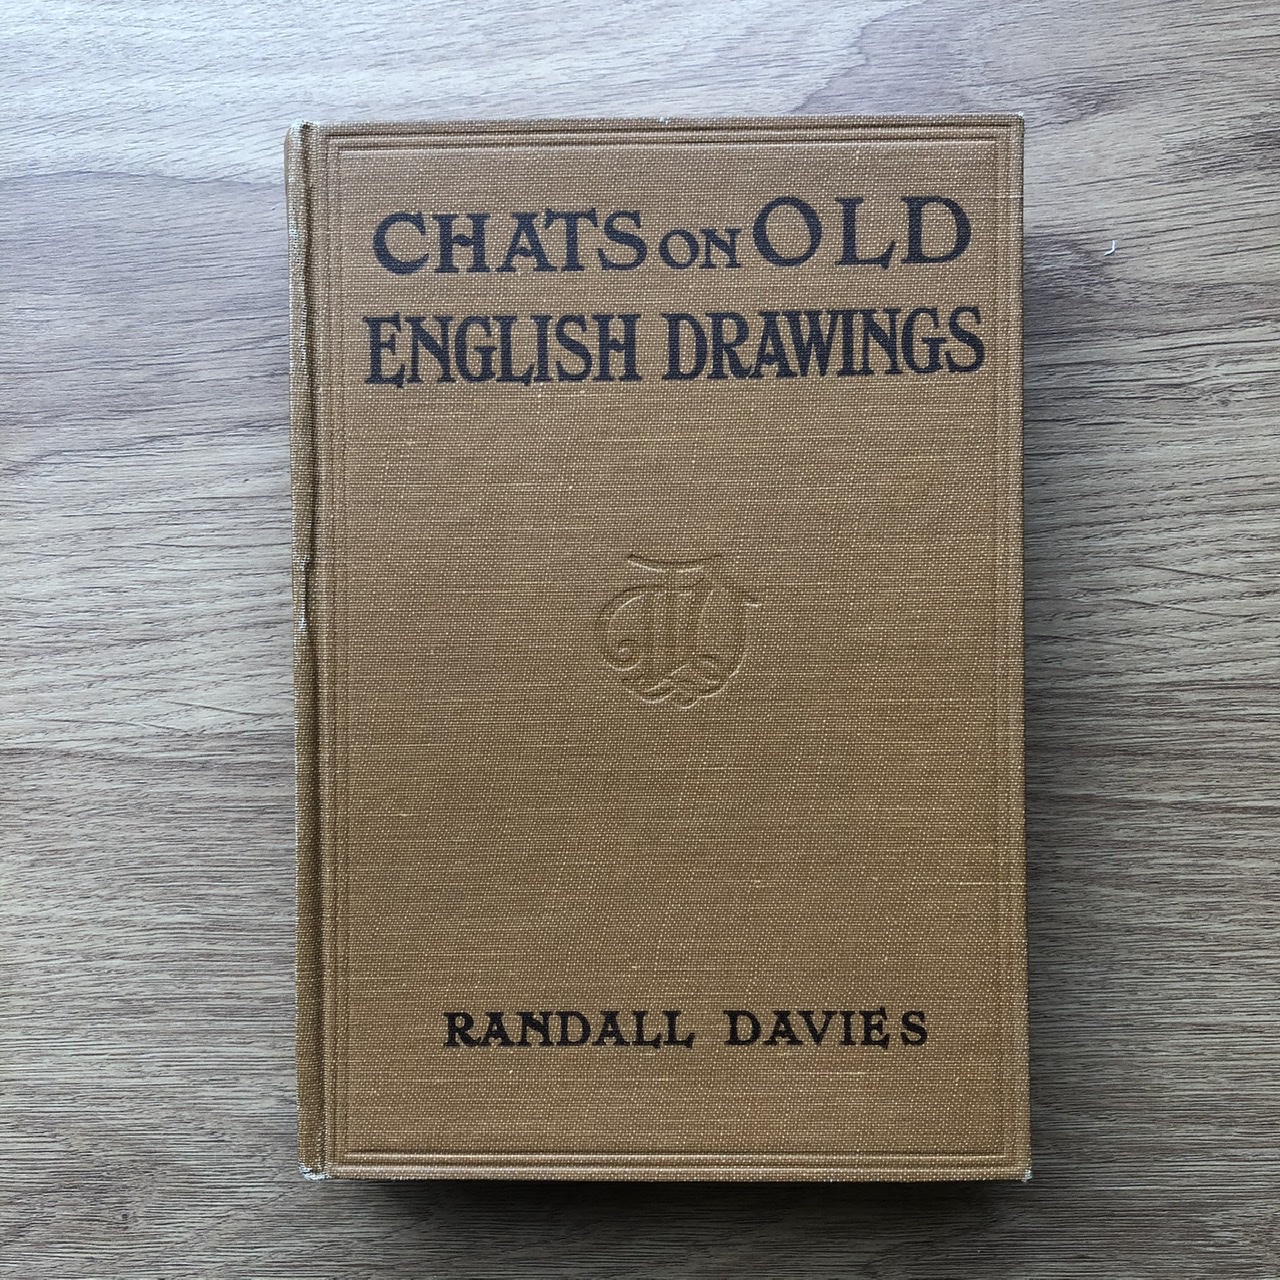 CHATS ON OLD
ENGLISH DRAWINGS
RANDALL DAVIES